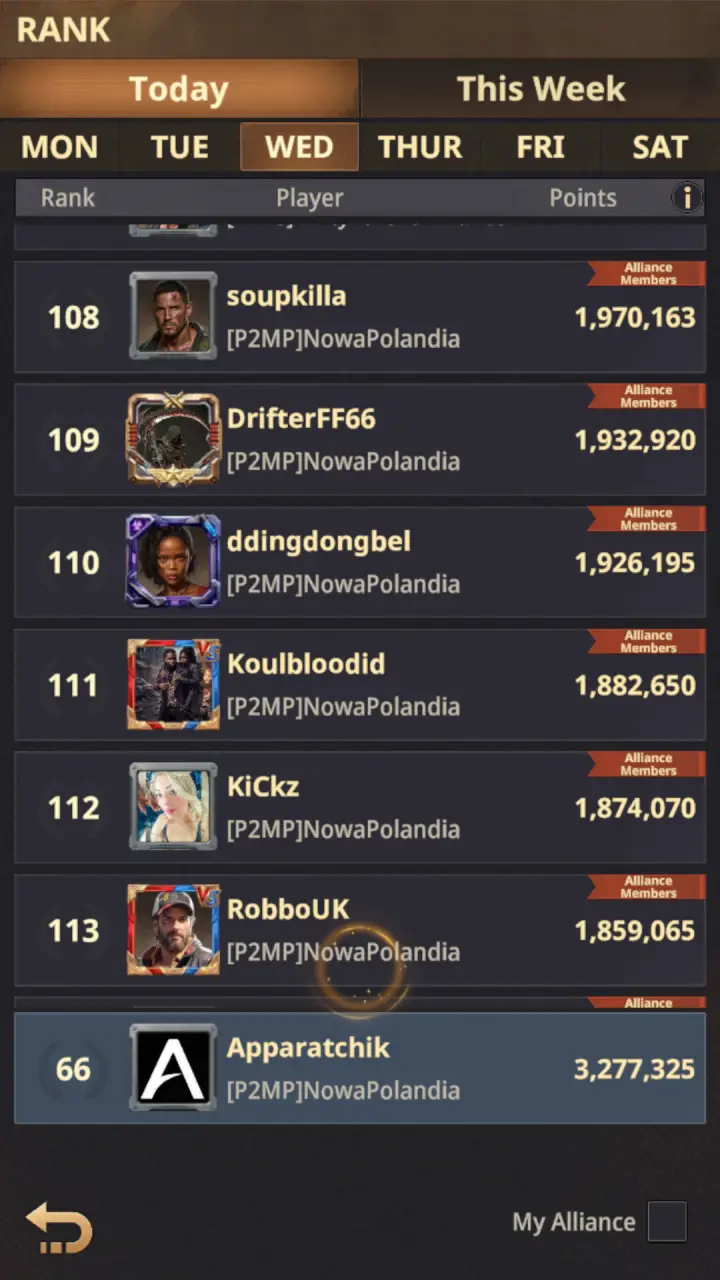 RANK
Today
This Week
MON
TUE
WED
THUR
FRI
SAT
Rank
Player
Points
i
Alliance
Members
108
soupkilla
[P2MP]NowaPolandia
1,970,163
Alliance
Members
109
DrifterFF66
[P2MP]NowaPolandia
1,932,920
Alliance
Members
110
ddingdongbel
[P2MP]NowaPolandia
1,926,195
Alliance
Members
111
Koulbloodid
[P2MP]NowaPolandia
1,882,650
Alliance
Members
112
KiCkz
[P2MP]NowaPolandia
1,874,070
Alliance
Members
113
RobboUK
[P2MP]NowaPolandia
1,859,065
Alliance
66
Apparatchik
[P2MP]NowaPolandia
3,277,325
My Alliance